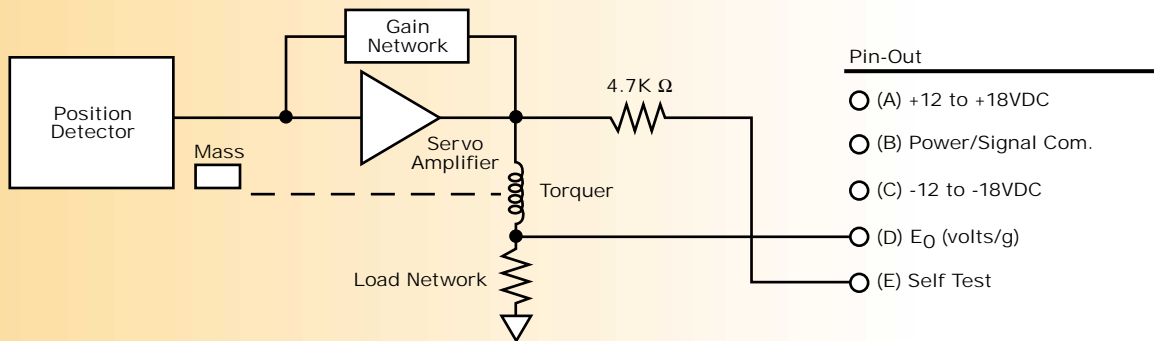 Gain
Network
Pin-Out
4.7K Ω
(A) +12 to +18VDC
Position
Detector
Servo
Amplifier
(B) Power/Signal Com.
Mass
Torquer
(C) -12 to -18VDC
(D) E0 (volts/g)
Load Network
(E) Self Test